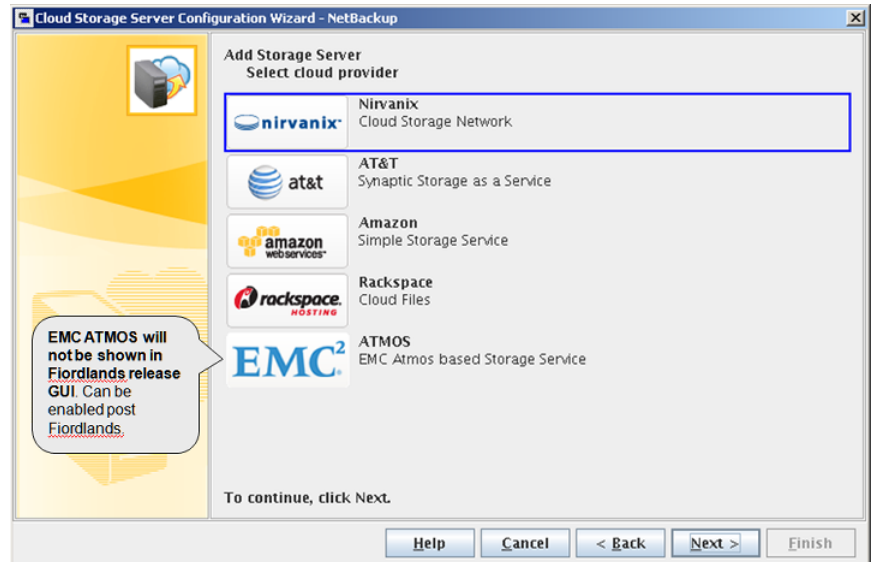 Cloud Storage Server Configuration Wizard - NetBackup
Add Storage Server
Select cloud provider
nirvanix
Nirvanix
Cloud Storage Network
at&t
AT&T
Synaptic Storage as a Service
amazon
webservices™
Amazon
Simple Storage Service
rackspace.
HOSTING
Rackspace
Cloud Files
EMC²
ATMOS
EMC Atmos based Storage Service
EMC ATMOS will
not be shown in
Fiordlands release
GUI. Can be
enabled post
Fiordlands.
To continue, click Next.
Help
Cancel
< Back
Next >
Finish